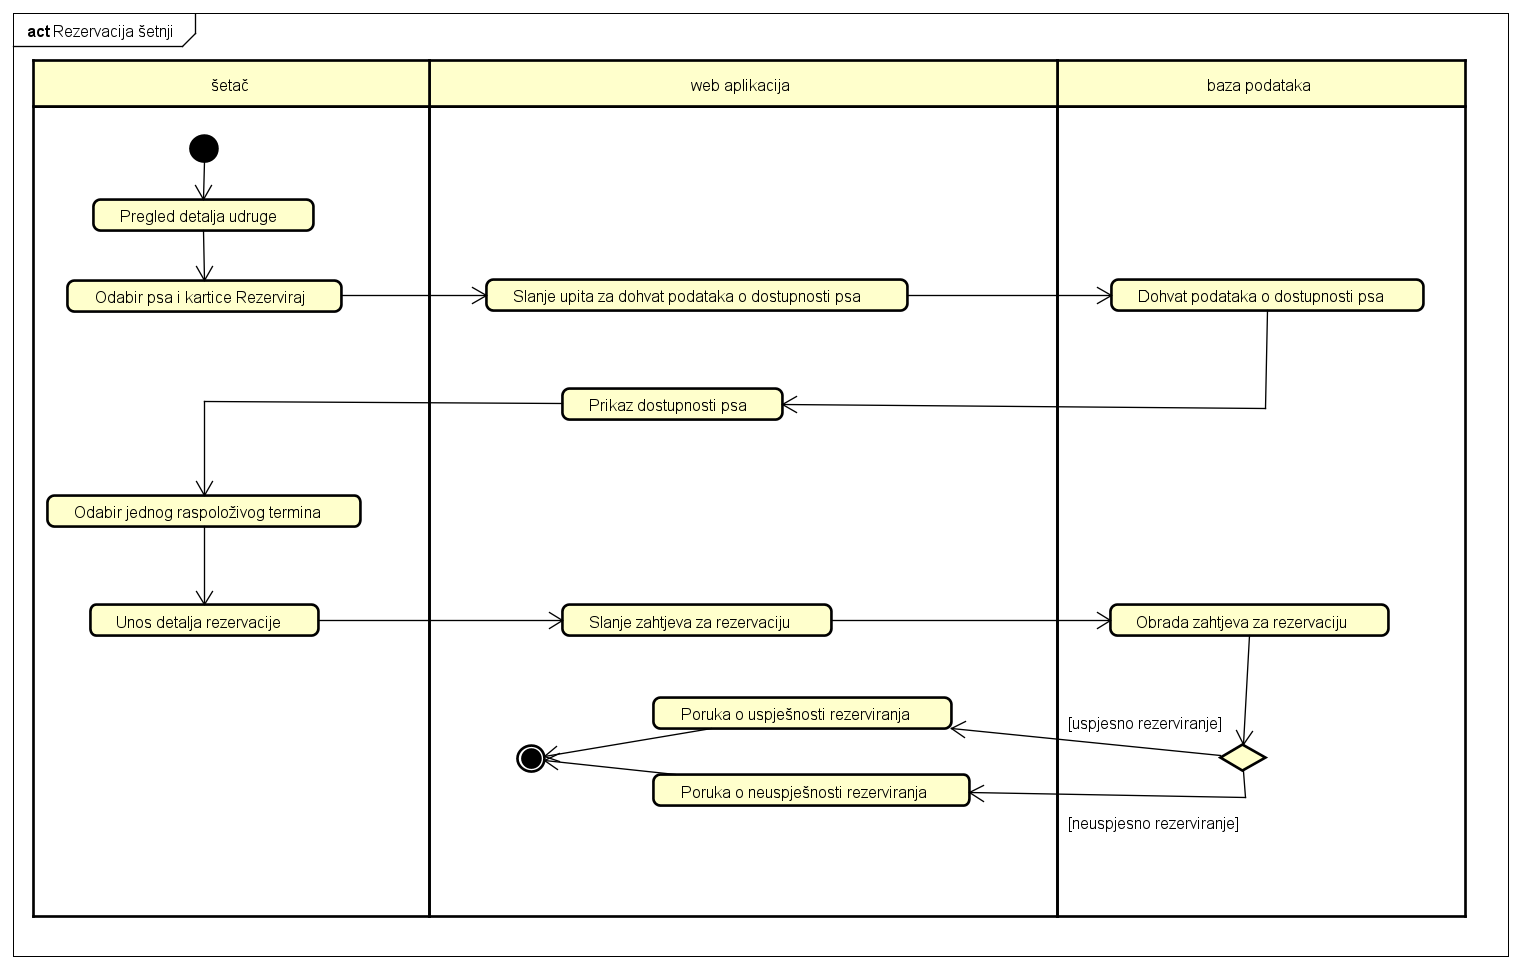 act Rezervacija šetnji
šetač
web aplikacija
baza podataka
Pregled detalja udruge
Odabir psa i kartice Rezerviraj
Slanje upita za dohvat podataka o dostupnosti psa
Dohvat podataka o dostupnosti psa
Prikaz dostupnosti psa
Odabir jednog raspoloživog termina
Unos detalja rezervacije
Slanje zahtjeva za rezervaciju
Obrada zahtjeva za rezervaciju
Poruka o uspješnosti rezerviranja
[uspjesno rezerviranje]
Poruka o neuspješnosti rezerviranja
[neuspjesno rezerviranje]